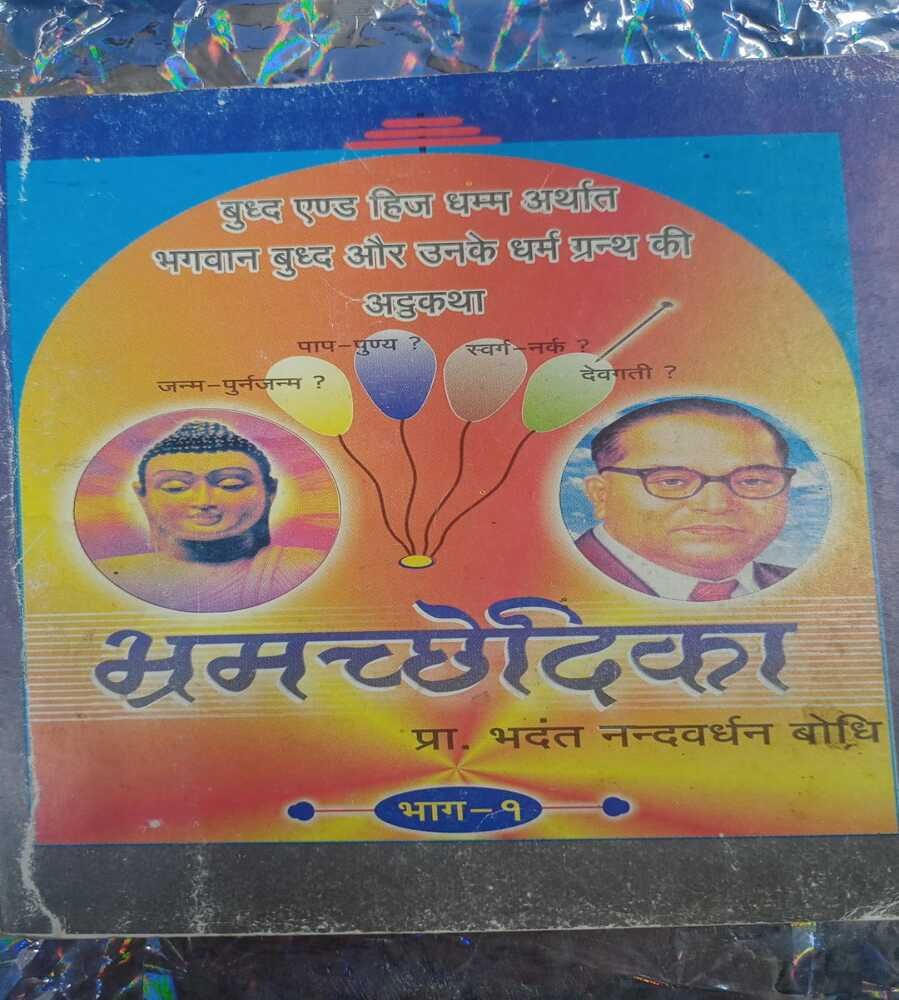 बुध्द एण्ड हिज धम्म अर्थात
भगवान बुध्द और उनके धर्म ग्रन्थ की
अट्ठकथा
पाप-पुण्य ?
स्वर्ग-नर्क ?
जन्म-पुर्नजन्म ?
देवगती ?
भ्रमच्छेदिका
प्रा. भदंत नन्दवर्धन बोधि
भाग-१